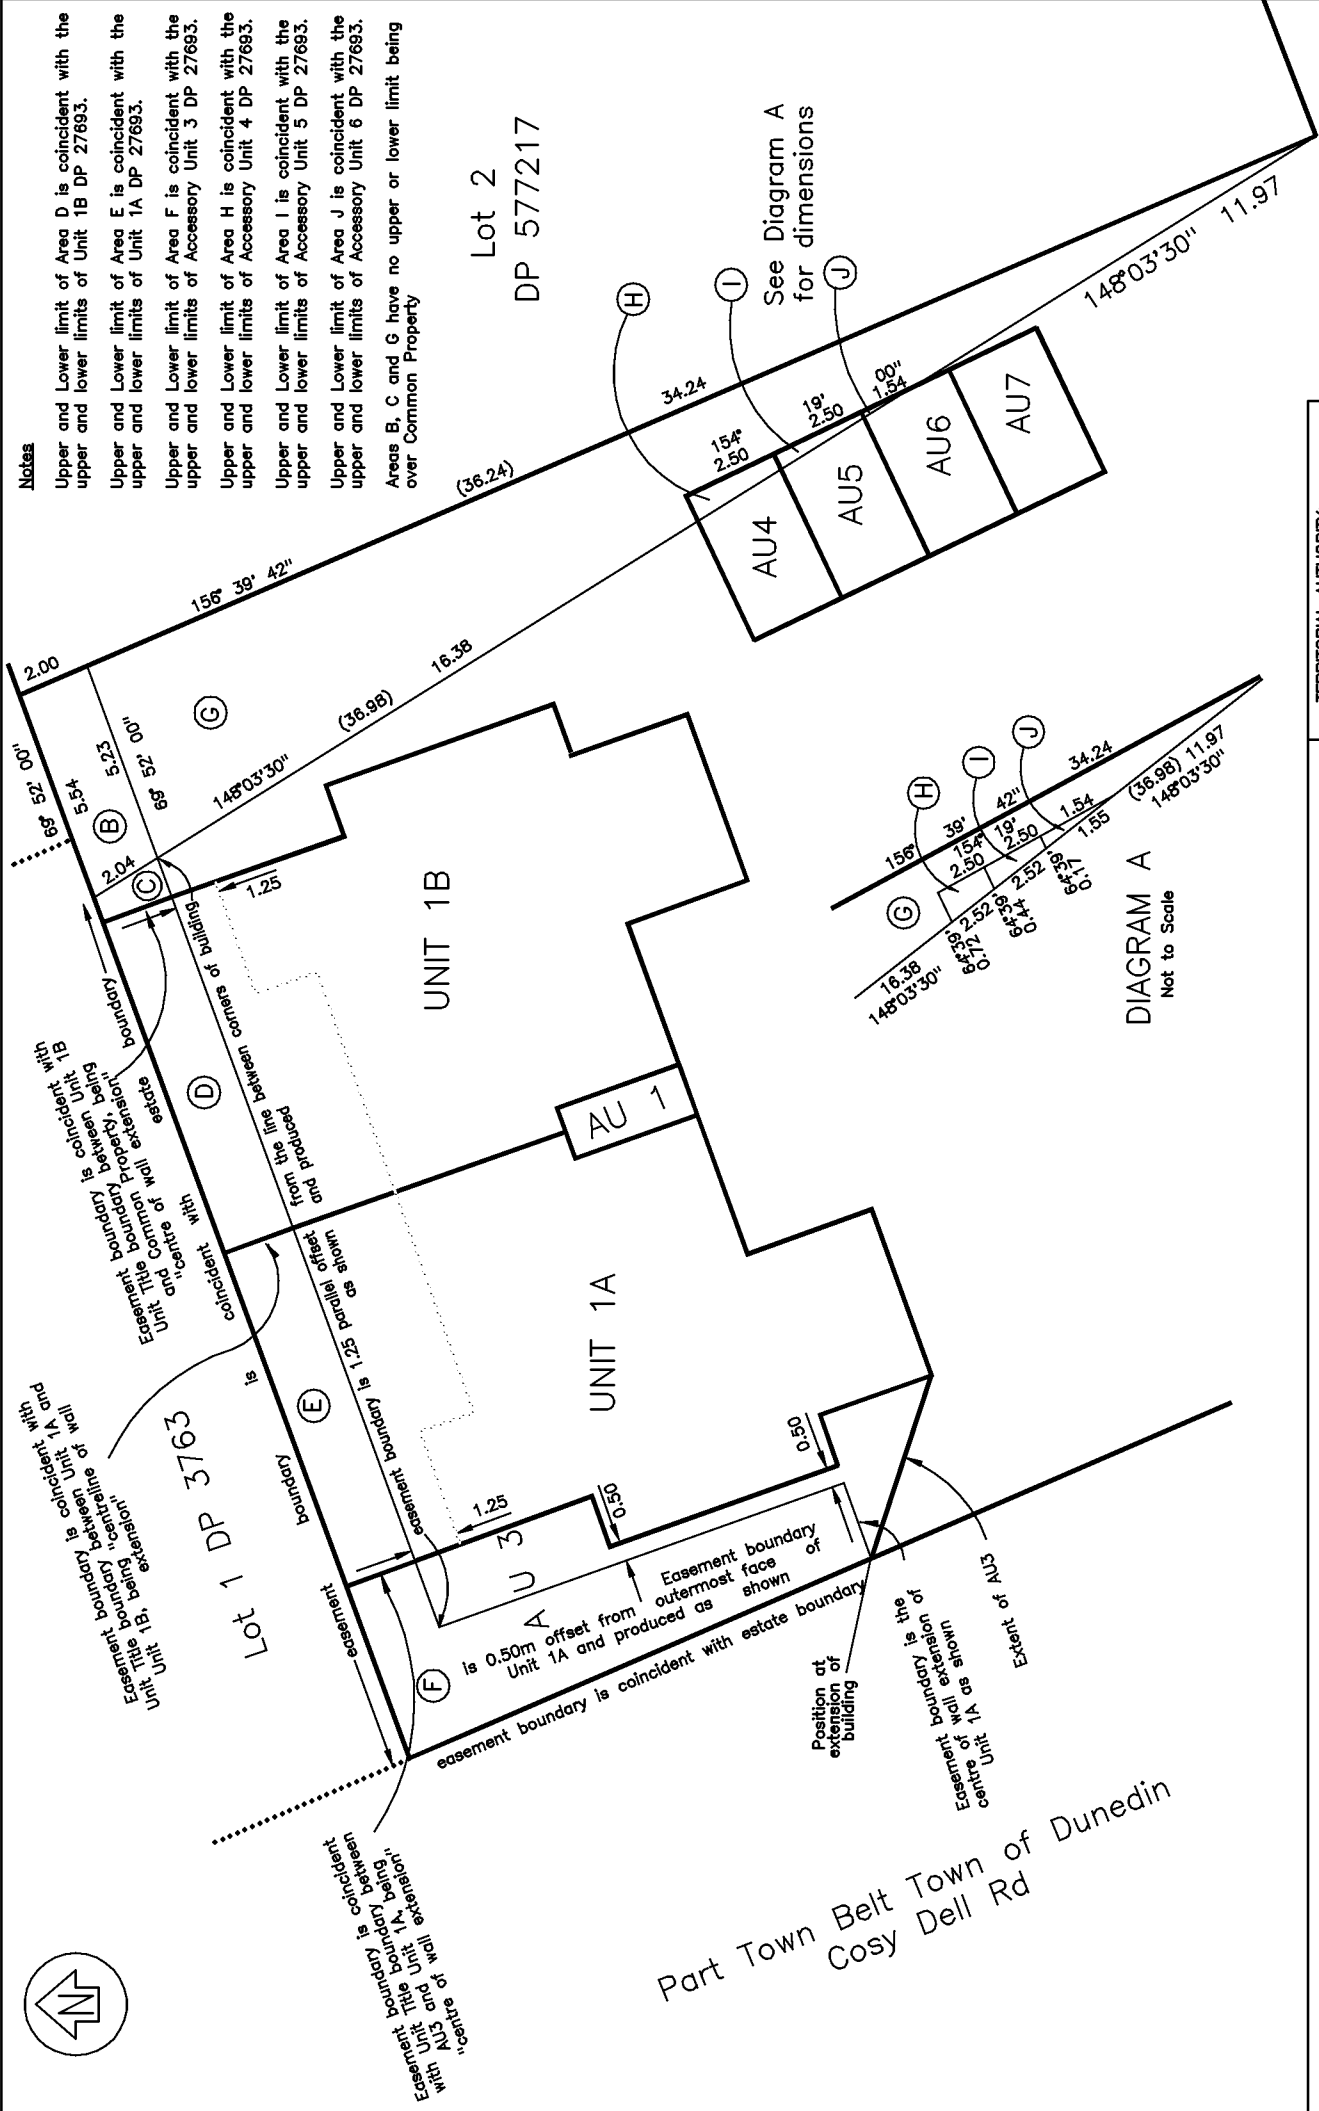 Notes
Upper and Lower limit of Area D is coincident with the
upper and lower limits of Unit 1B DP 27693.
Upper and Lower limit of Area E is coincident with the
upper and lower limits of Unit 1A DP 27693.
Upper and Lower limit of Area F is coincident with the
upper and lower limits of Accessory Unit 3 DP 27693.
Upper and Lower limit of Area H is coincident with the
upper and lower limits of Accessory Unit 4 DP 27693.
Upper and Lower limit of Area I is coincident with the
upper and lower limits of Accessory Unit 5 DP 27693.
Upper and Lower limit of Area J is coincident with the
upper and lower limits of Accessory Unit 6 DP 27693.
Areas B, C and G have no upper or lower limit being
over Common Property
Lot 2
DP 577217
See Diagram A
for dimensions
H
I
J
N
Lot 1 DP 3763
Easement boundary is coincident with
Unit Title boundary between Unit 1A and
Unit 1B, being "centreline of wall
extension"
Easement boundary is coincident with
Unit Title boundary between Unit 1B
and Common Property, being
"centre of wall extension"
Easement boundary is coincident
with Unit Title boundary between
AU3 and Unit 1A, being
"centre of wall extension"
easement boundary is coincident with estate boundary
69° 52' 00"
5.54
2.00
5.23
69° 52' 00"
2.04
B
C
D
E
F
G
156° 39' 42"
(36.24)
34.24
148°03'30"
(36.98)
16.38
154° 19' 00"
2.50
2.50
1.54
148°03'30"
11.97
AU4
AU5
AU6
AU7
1.25
UNIT 1B
AU 1
UNIT 1A
easement boundary is 1.25 parallel offset
as shown
from the line between corners of building
and produced
1.25
0.50
0.50
A U 3
Easement boundary
is 0.50m offset from outermost face of
Unit 1A and produced as shown
easement boundary is coincident with estate boundary
Position at
extension of
building
Easement boundary is the
centre of wall extension of
Unit 1A as shown
Extent of AU3
Part Town Belt Town of Dunedin
Cosy Dell Rd
G
H
I
J
156° 39' 42"
34.24
154° 19'
2.50
2.50
1.54
16.38
148°03'30"
64°39'
0.72
2.52
64°39'
0.44
2.52
64°39'
0.17
1.55
(36.98) 11.97
148°03'30"
DIAGRAM A
Not to Scale